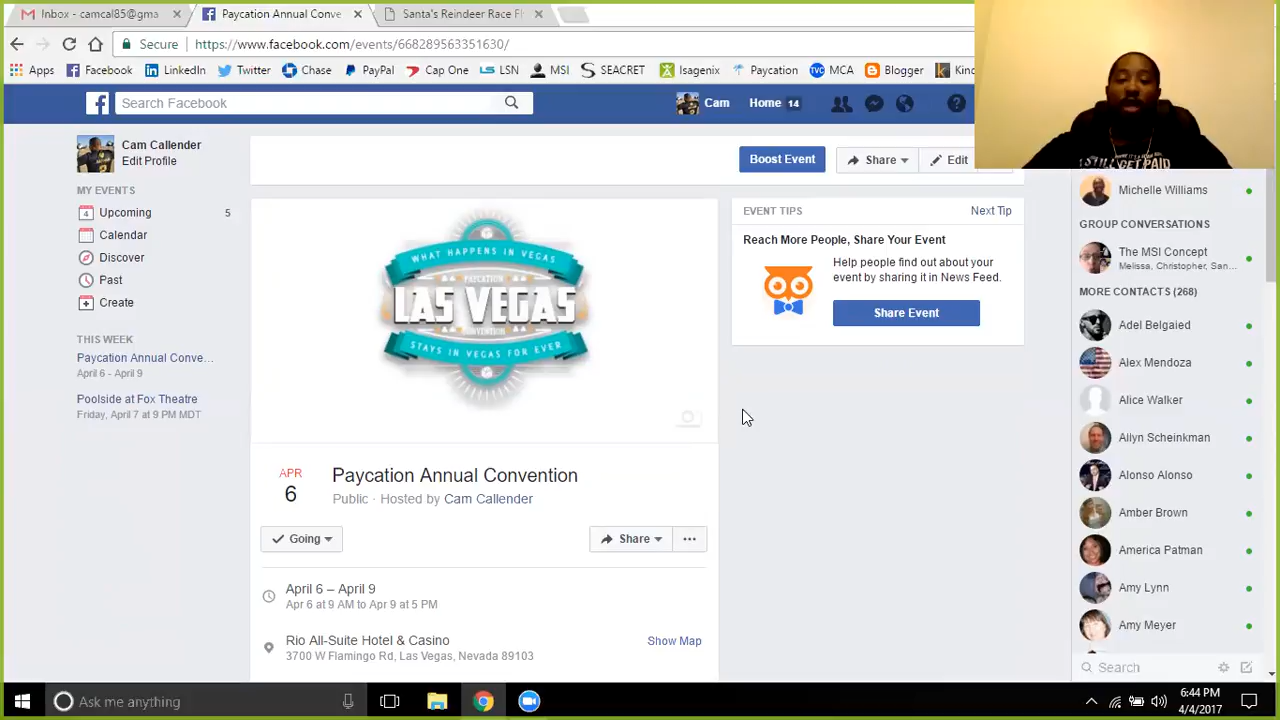 Inbox - camcal85@gma
Paycation Annual Conve
Santa's Reindeer Race Fl
Secure
https://www.facebook.com/events/668289563351630/
Apps
Facebook
LinkedIn
Twitter
Chase
PayPal
Cap One
LSN
MSI
SEACRET
Isagenix
Paycation
TVC MCA
Blogger
Kind
Search Facebook
Cam
Home 14
Cam Callender
Edit Profile
MY EVENTS
4 Upcoming 5
Calendar
Discover
Past
Create
THIS WEEK
Paycation Annual Conve...
April 6 - April 9
Poolside at Fox Theatre
Friday, April 7 at 9 PM MDT
Boost Event
Share
Edit
WHAT HAPPENS IN VEGAS
PAYCATION
LAS VEGAS
CONVENTION
STAYS IN VEGAS FOR EVER
APR
6
Paycation Annual Convention
Public · Hosted by Cam Callender
Going
Share
April 6 – April 9
Apr 6 at 9 AM to Apr 9 at 5 PM
Rio All-Suite Hotel & Casino
Show Map
3700 W Flamingo Rd, Las Vegas, Nevada 89103
EVENT TIPS
Next Tip
Reach More People, Share Your Event
Help people find out about your
event by sharing it in News Feed.
Share Event
I STILL
GET PAID
Michelle Williams
GROUP CONVERSATIONS
The MSI Concept
Melissa, Christopher, San...
MORE CONTACTS (268)
Adel Belgaied
Alex Mendoza
Alice Walker
Allyn Scheinkman
Alonso Alonso
Amber Brown
America Patman
Amy Lynn
Amy Meyer
Search
Ask me anything
6:44 PM
4/4/2017